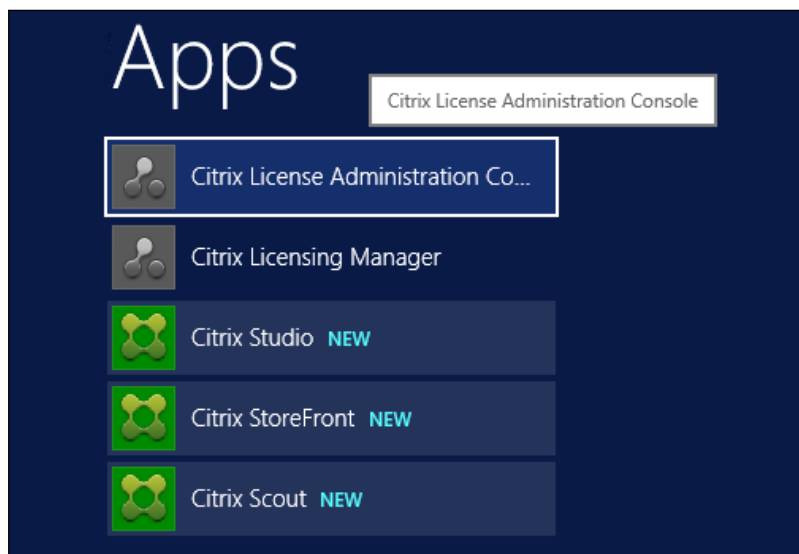 Apps
Citrix License Administration Console
Citrix License Administration Co...
Citrix Licensing Manager
Citrix Studio NEW
Citrix StoreFront NEW
Citrix Scout NEW